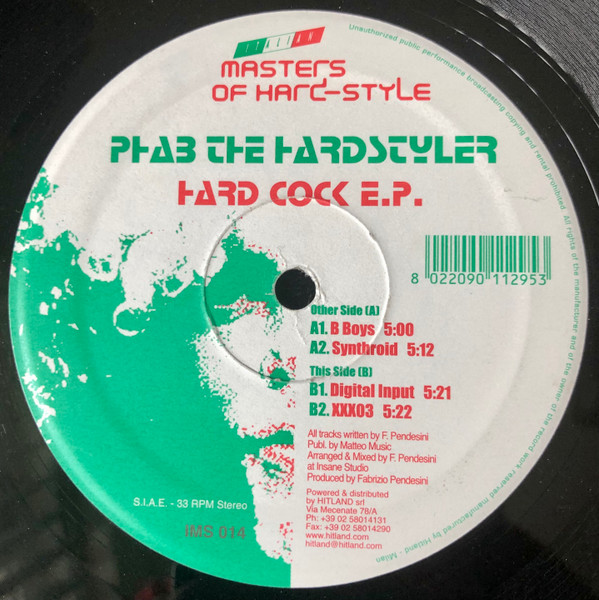 ITALIAN
MASTERS
OF HARD-STYLE
PHAB THE HARDSTYLER
HARD COCK E.P.
8 022090 112953
Other Side (A)
A1. B Boys 5:00
A2. Synthroid 5:12
This Side (B)
B1. Digital Input 5:21
B2. XXX03 5:22
All tracks written by F. Pendesini
Publ. by Matteo Music
Arranged & Mixed by F. Pendesini
at Insane Studio
Produced by Fabrizio Pendesini
Powered & distributed
by HITLAND srl
Via Mecenate 78/A
Ph: +39 02 58014131
Fax: +39 02 58014290
www.hitland.com
hitland@hitland.com
S.I.A.E. - 33 RPM Stereo
IMS 014
Unauthorized public performance broadcasting copying and rental prohibited. All rights of the manufacturer and of the owner of the record work reserved manufactured by Hitland - Milan